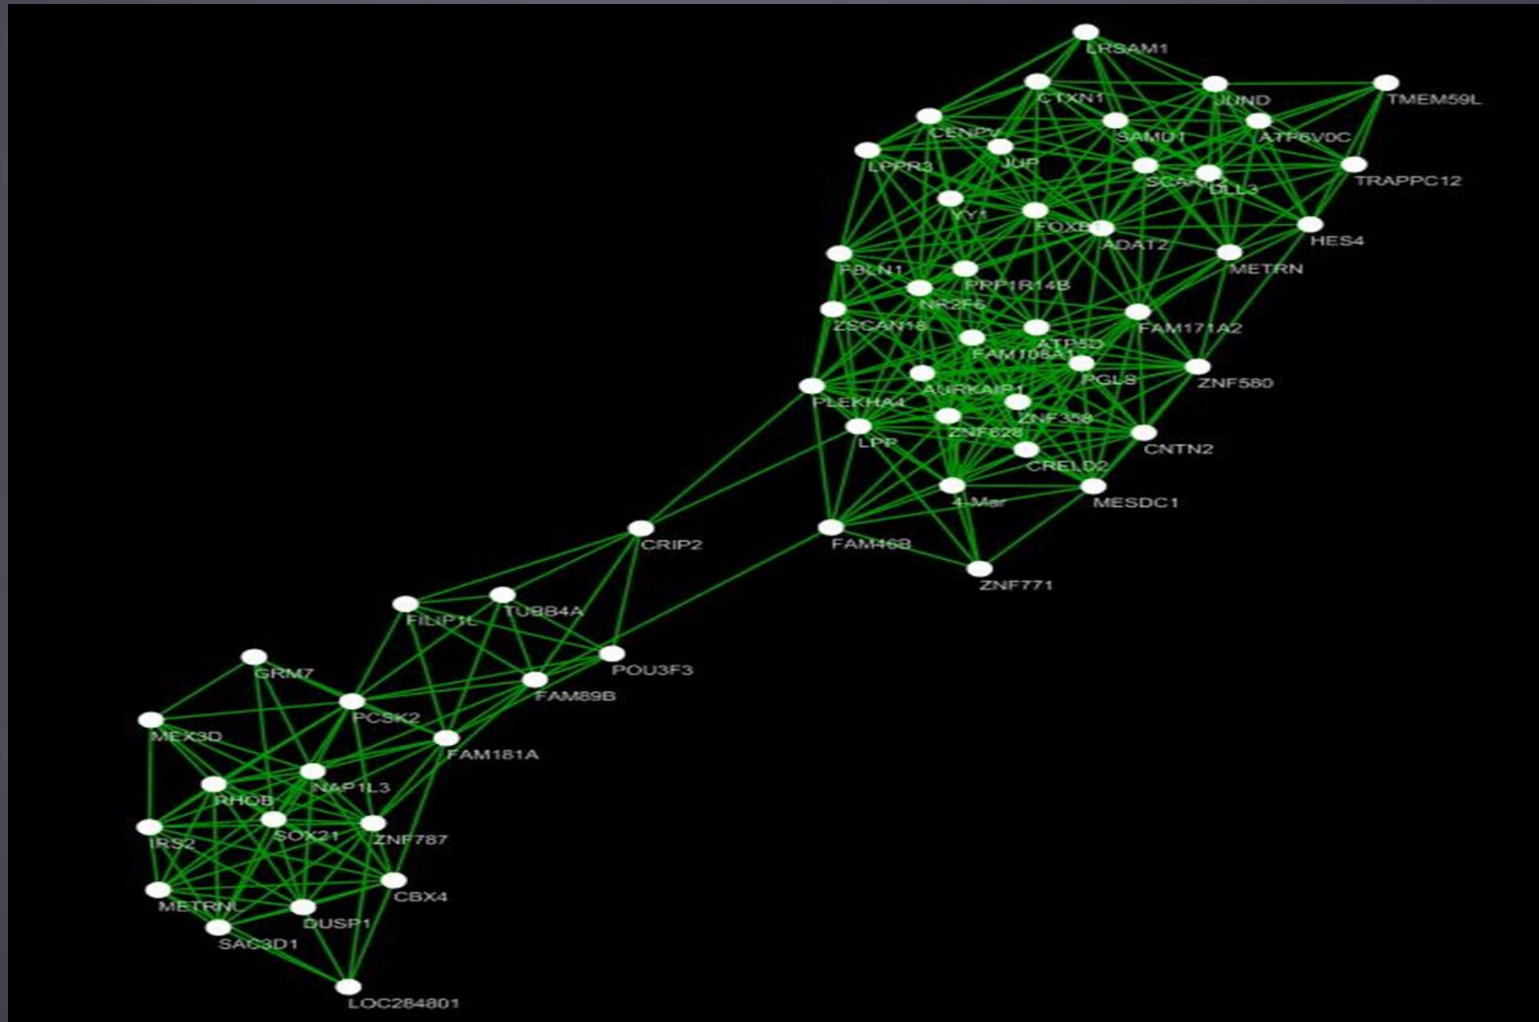 LRSAM1
CTXN1
JUND
TMEM59L
CENPV
SAMD1
ATP6V0C
LPPR3
JUP
DLL3
TRAPPC12
YY1
FOXB1
ADAT2
HES4
FBLN1
METRN
PPP1R14B
NR2F6
ZSCAN18
FAM171A2
ATP5D
FAM108A1
PGLS
ZNF580
AURKAIP1
PLEKHA4
ZNF358
ZNF628
LPP
CNTN2
CRELD2
4-Mar
MESDC1
CRIP2
FAM46B
ZNF771
TUBB4A
FILIP1L
POU3F3
GRM7
FAM89B
PCSK2
MEX3D
FAM181A
NAP1L3
RHOB
SOX21
ZNF787
IRS2
CBX4
METRNL
DUSP1
SAC3D1
LOC284801